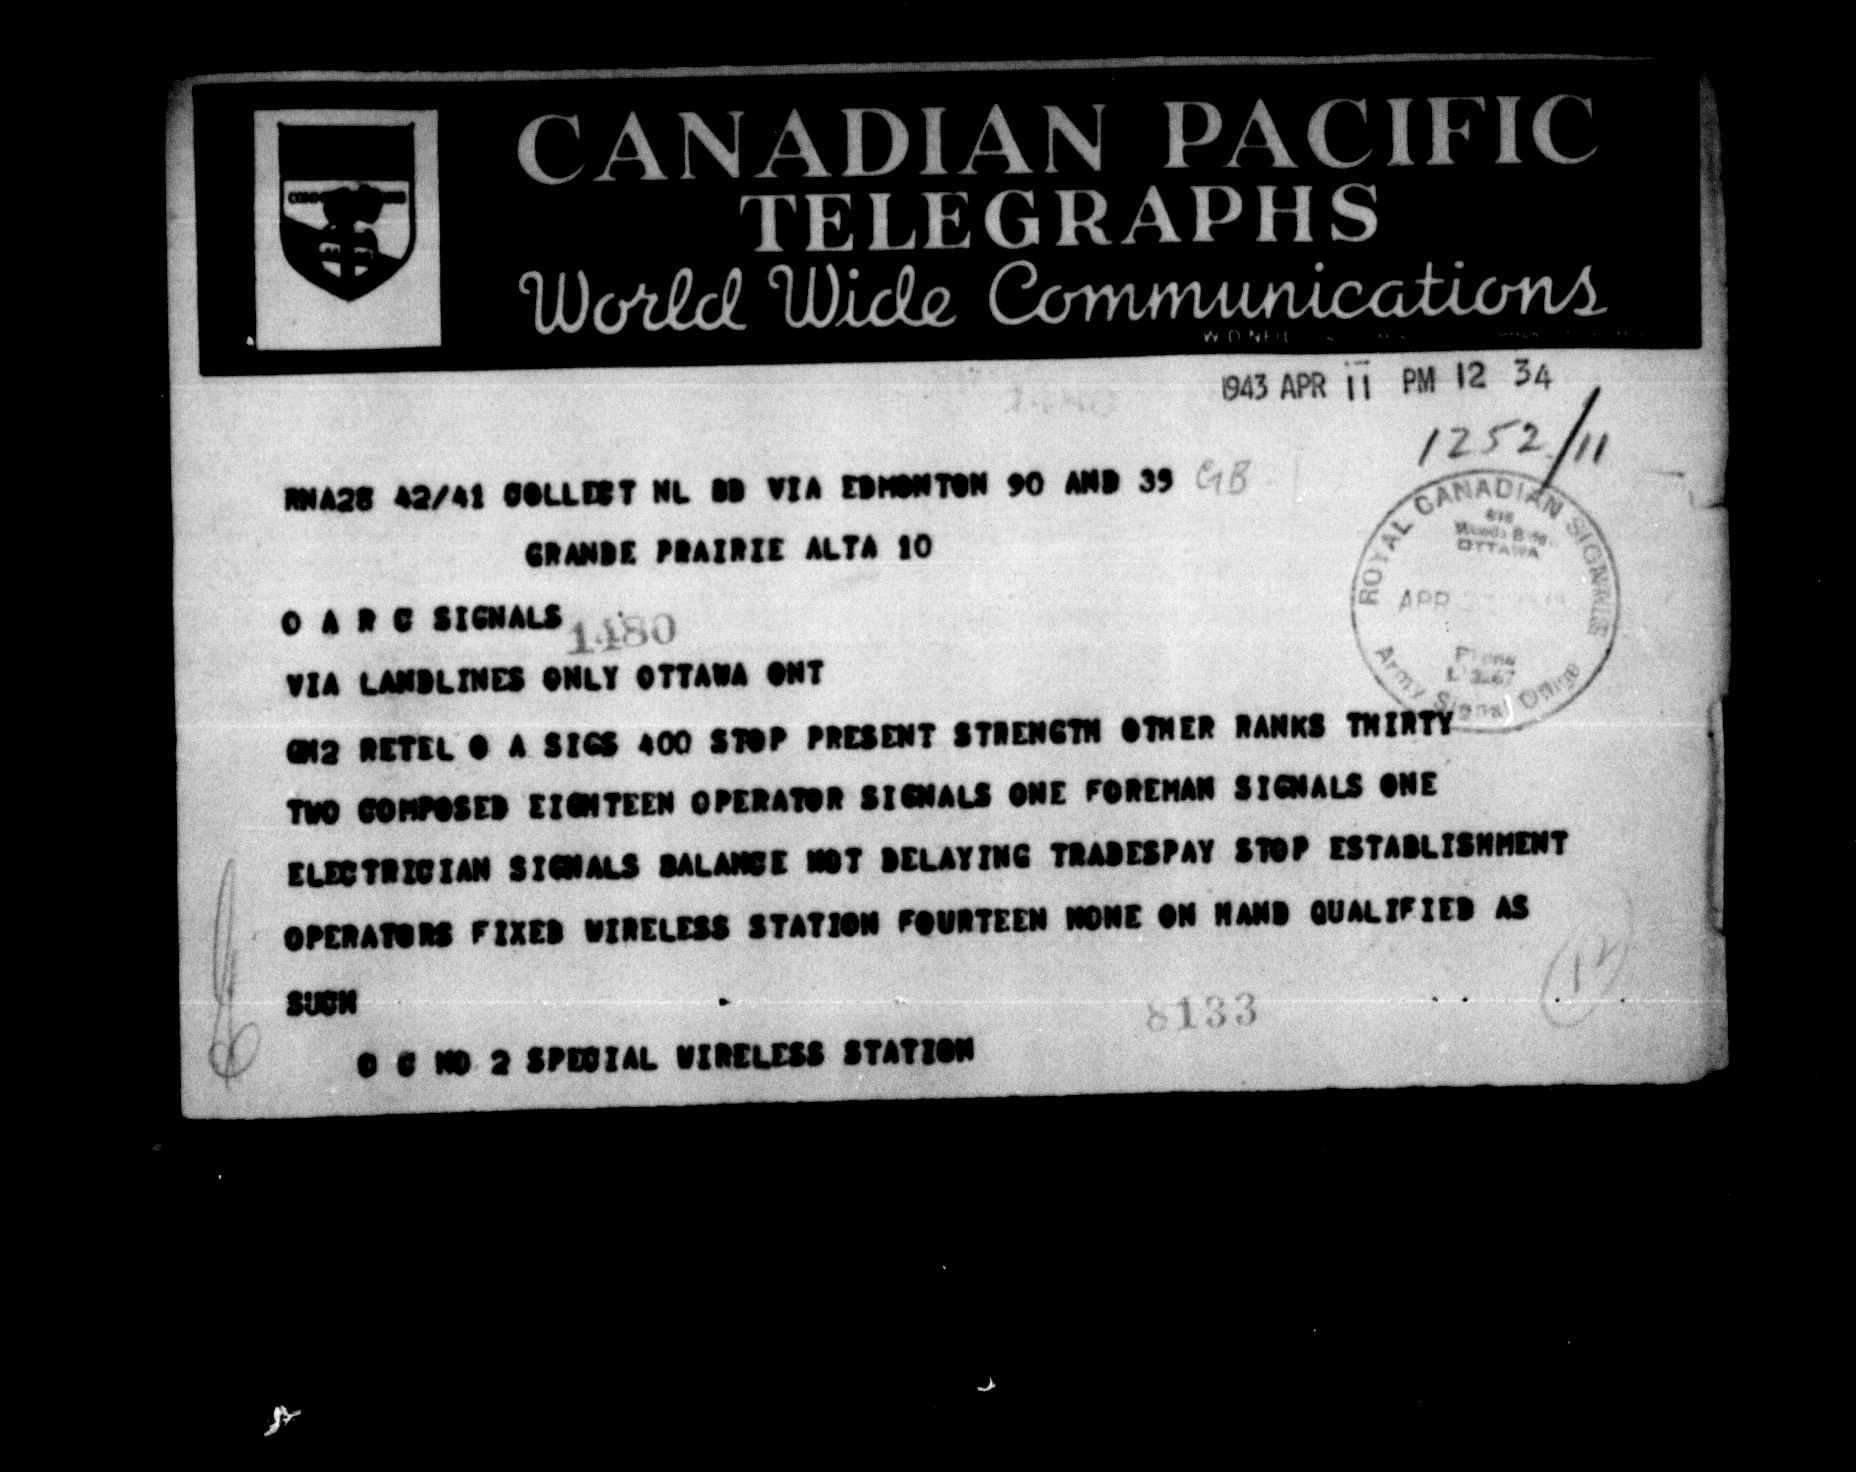 CANADIAN PACIFIC
TELEGRAPHS
World Wide Communications
1943 APR 11 PM 12 34
1252/11
RNA28 42/41 COLLECT NL BD VIA EDMONTON 90 AND 39 GB
GRANDE PRAIRIE ALTA 10
O A R C SIGNALS
1480
VIA LANDLINES ONLY OTTAWA ONT
ROYAL CANADIAN SIGNALS
OTTAWA
APR
Phone
Army Signal Office
GM2 RETEL O A SIGS 400 STOP PRESENT STRENGTH OTHER RANKS THIRTY
TWO COMPOSED EIGHTEEN OPERATOR SIGNALS ONE FOREMAN SIGNALS ONE
ELECTRICIAN SIGNALS BALANCE NOT DELAYING TRADESPAY STOP ESTABLISHMENT
OPERATORS FIXED WIRELESS STATION FOURTEEN NONE ON HAND QUALIFIED AS
SUCH
8133
12
O C NO 2 SPECIAL WIRELESS STATION